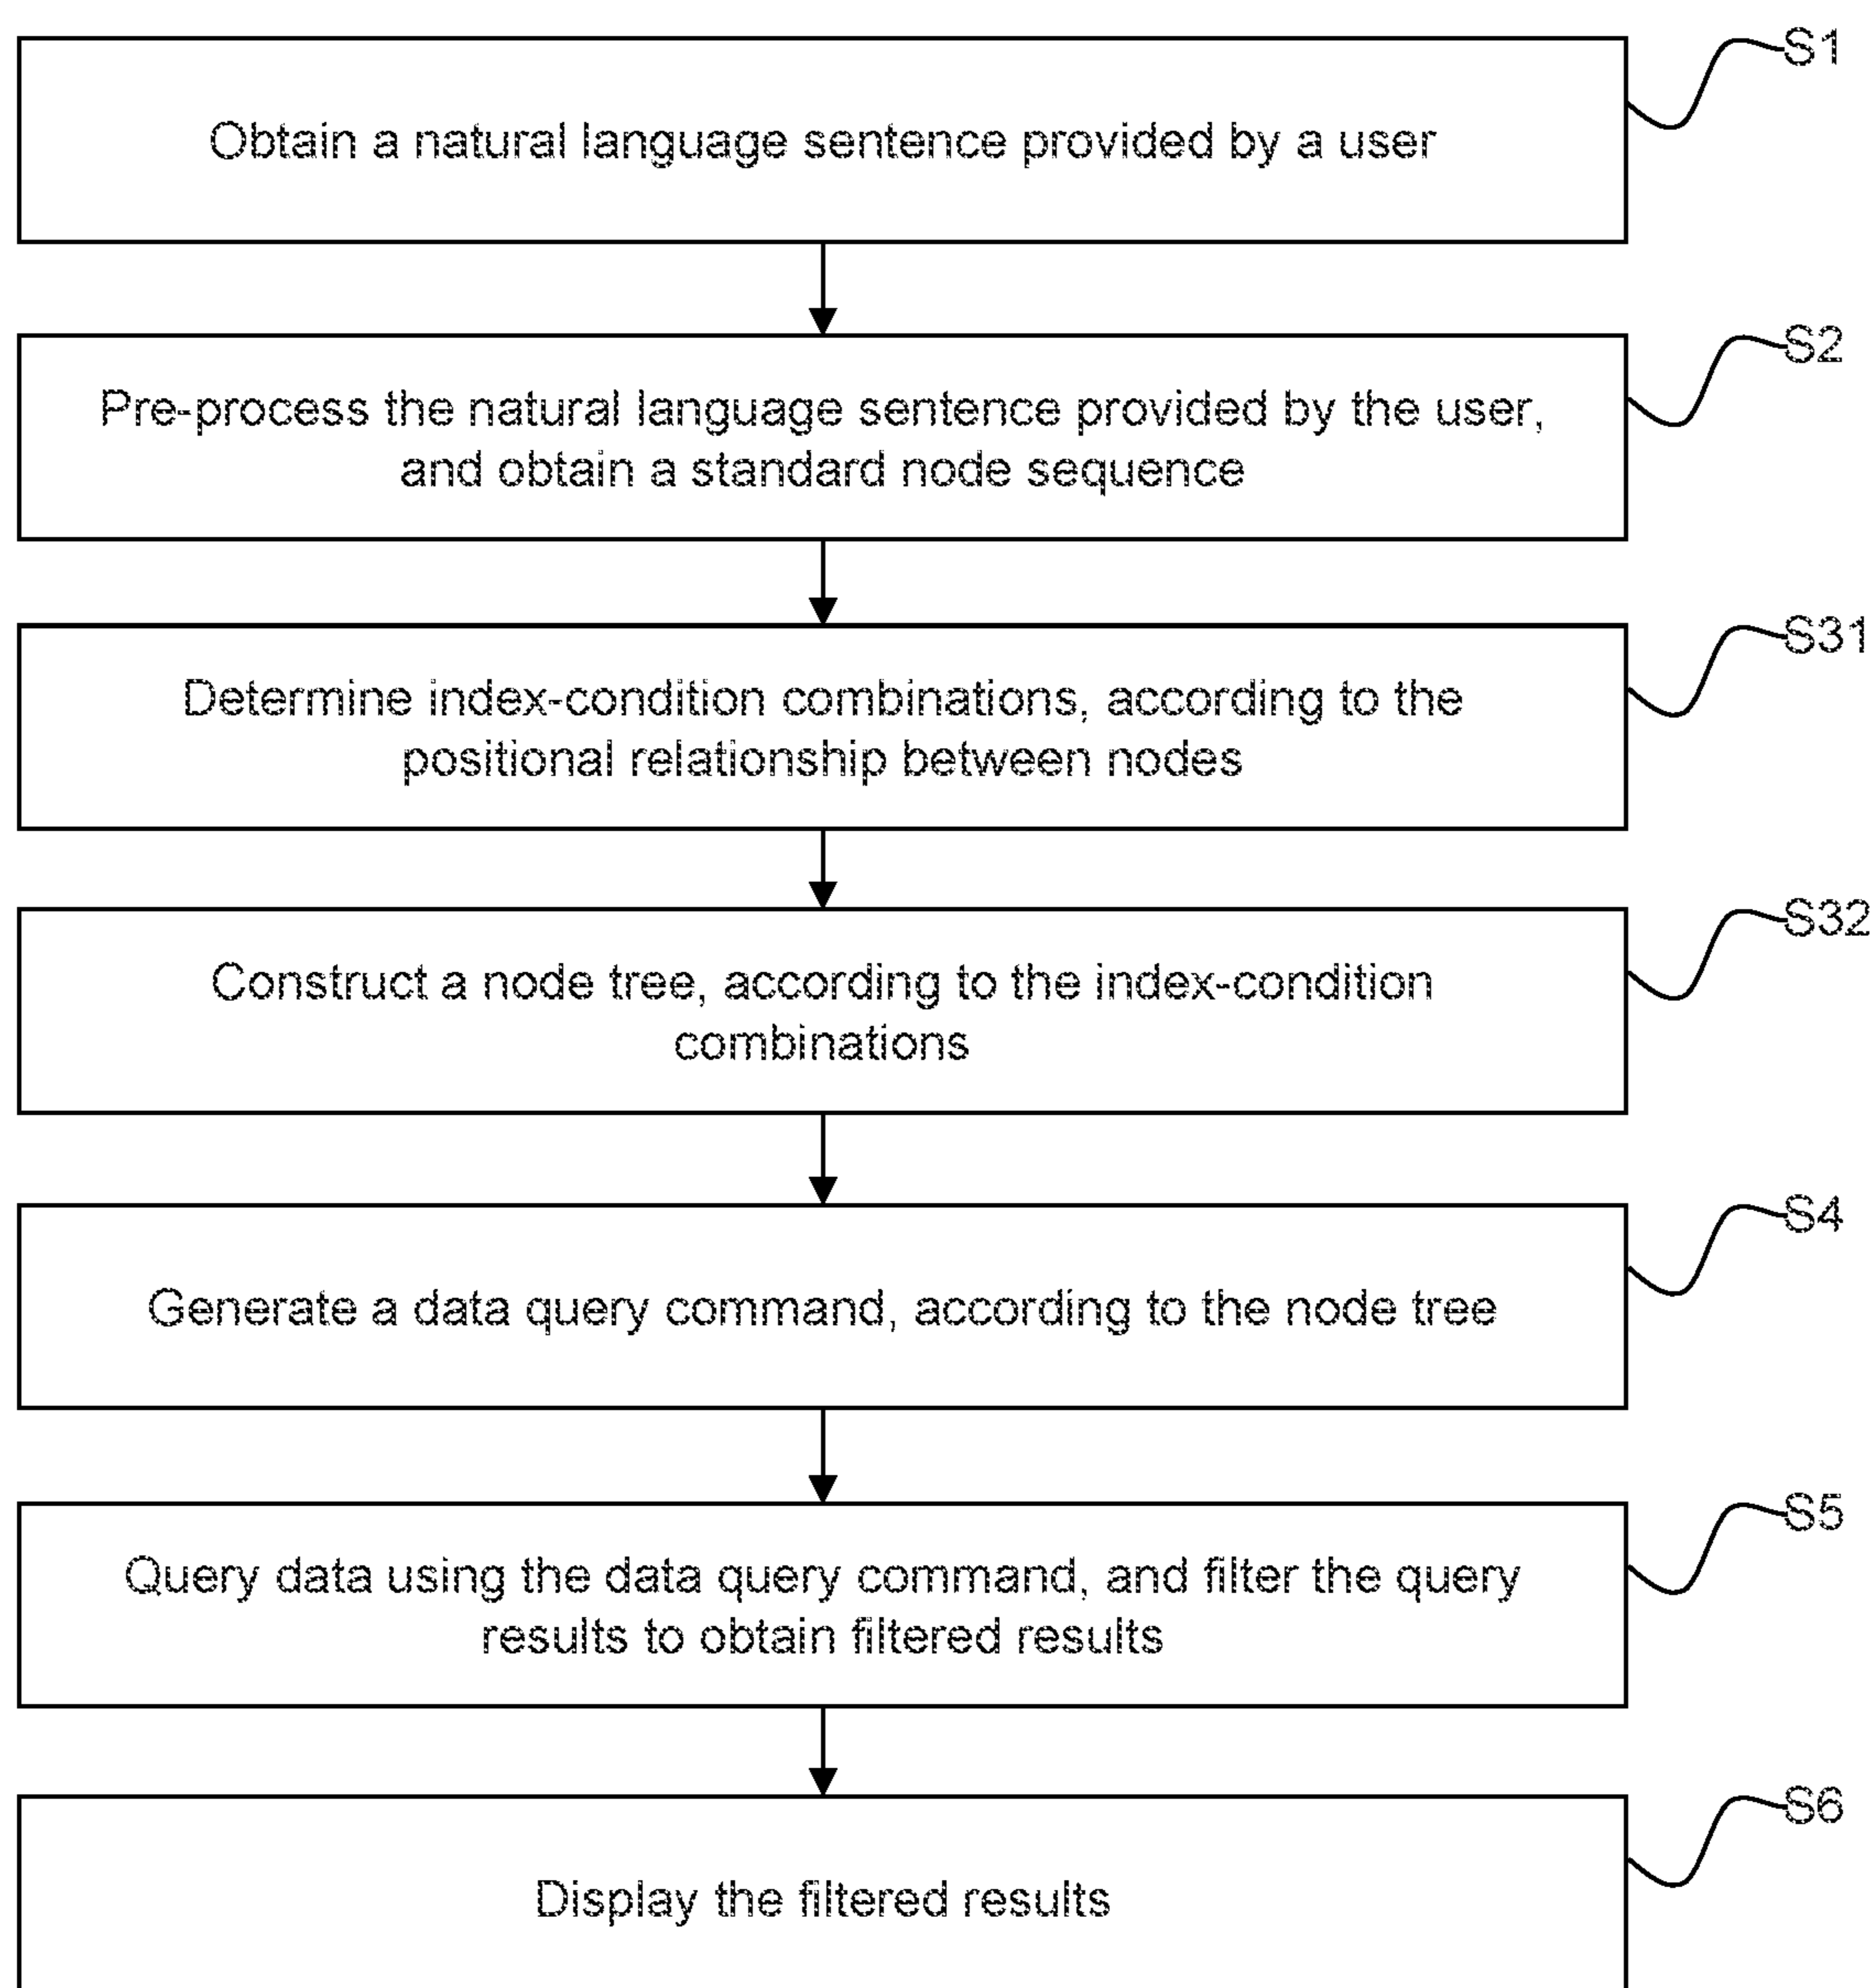 S1
Obtain a natural language sentence provided by a user
S2
Pre-process the natural language sentence provided by the user,
and obtain a standard node sequence
S31
Determine index-condition combinations, according to the
positional relationship between nodes
S32
Construct a node tree, according to the index-condition
combinations
S4
Generate a data query command, according to the node tree
S5
Query data using the data query command, and filter the query
results to obtain filtered results
S6
Display the filtered results